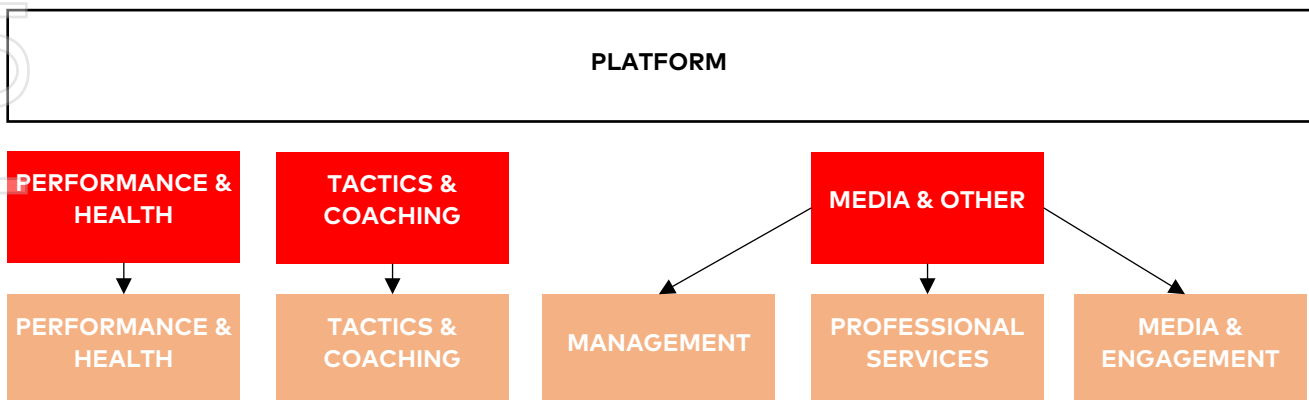 PLATFORM
PERFORMANCE &
HEALTH
TACTICS &
COACHING
MEDIA & OTHER
PERFORMANCE &
HEALTH
TACTICS &
COACHING
MANAGEMENT
PROFESSIONAL
SERVICES
MEDIA &
ENGAGEMENT